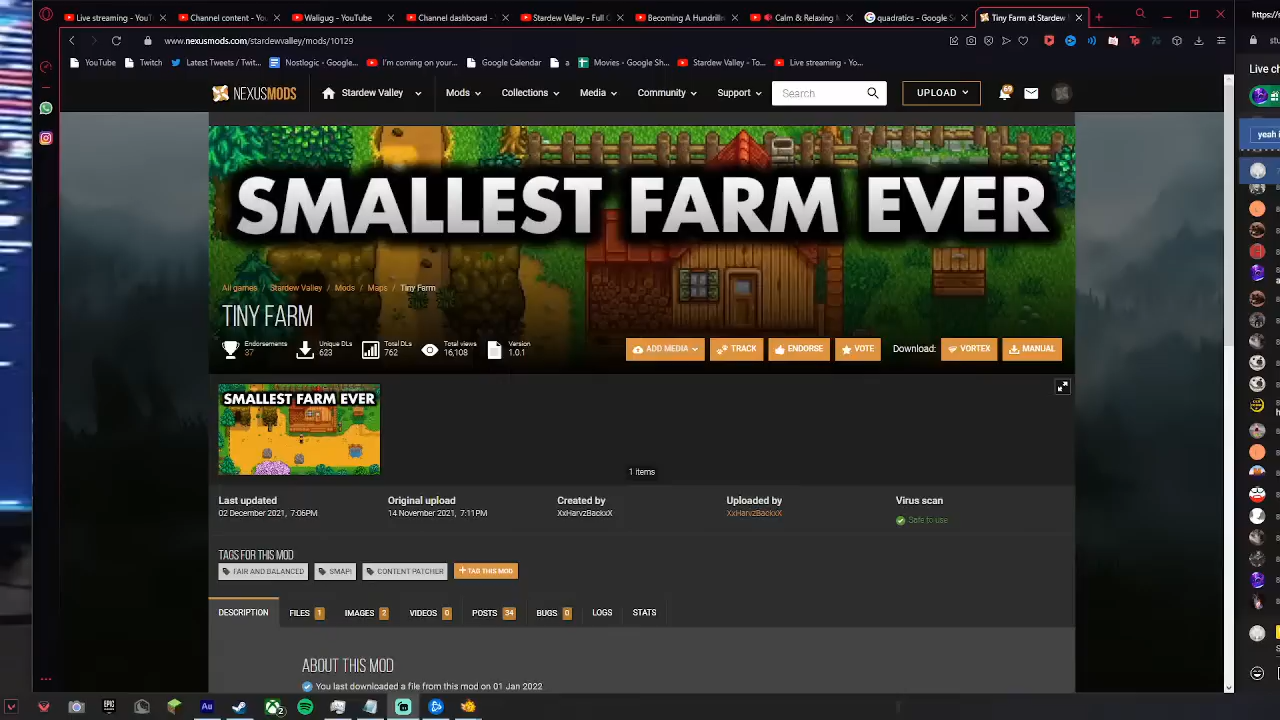 Live streaming - YouT
Channel content - You
Waligug - YouTube
Channel dashboard -
Stardew Valley - Full C
Becoming A Hundrills
Calm & Relaxing M
quadratics - Google S
Tiny Farm at Stardew
https:/
www.nexusmods.com/stardewvalley/mods/10129
YouTube
Twitch
Latest Tweets / Twit...
Nostlogic - Google...
I'm coming on your...
Google Calendar
a
Movies - Google Sh...
Stardew Valley - To...
Live streaming - Yo...
Live ch
NEXUSMODS
Stardew Valley
Mods
Collections
Media
Community
Support
Search
UPLOAD
yeah i
SMALLEST FARM EVER
All games / Stardew Valley / Mods / Maps / Tiny Farm
TINY FARM
Endorsements
37
Unique DLs
623
Total DLs
762
Total views
16,108
Version
1.0.1
ADD MEDIA
TRACK
ENDORSE
VOTE
Download:
VORTEX
MANUAL
SMALLEST FARM EVER
1 items
Last updated
02 December 2021, 7:06PM
Original upload
14 November 2021, 7:11PM
Created by
XxHarvzBackxX
Uploaded by
XxHarvzBackxX
Virus scan
Safe to use
TAGS FOR THIS MOD
FAIR AND BALANCED
SMAPI
CONTENT PATCHER
+ TAG THIS MOD
DESCRIPTION
FILES 1
IMAGES 2
VIDEOS 0
POSTS 34
BUGS 0
LOGS
STATS
ABOUT THIS MOD
You last downloaded a file from this mod on 01 Jan 2022